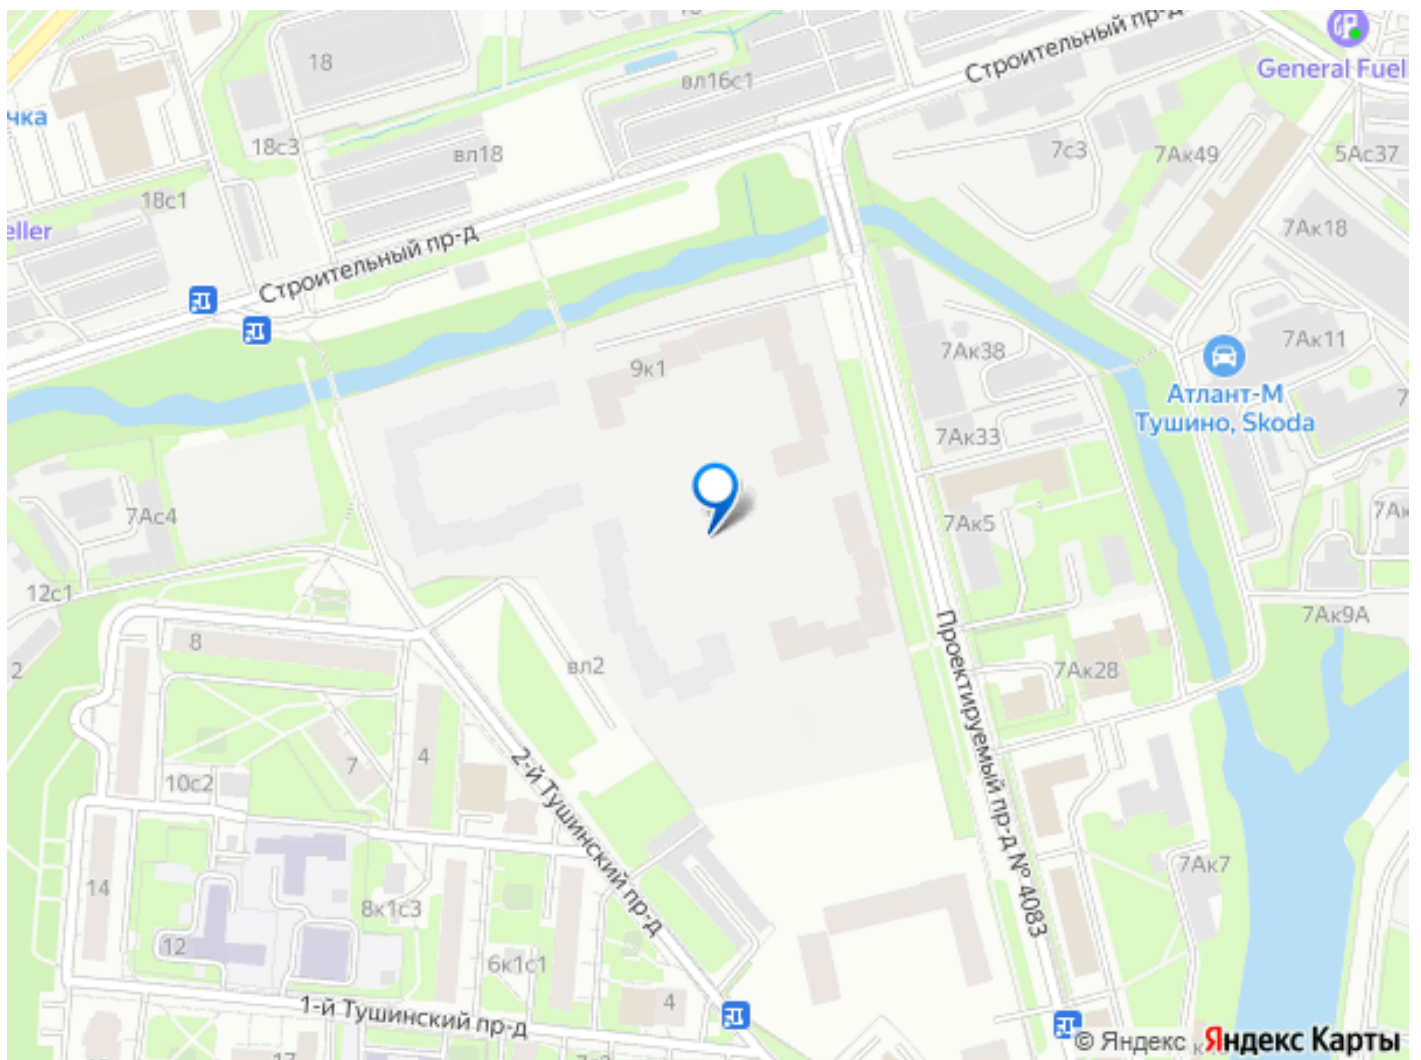 Строительный пр-д
General Fuel
18
вл16с1
чка
18с3
вл18
7с3
7Ак49
5Ас37
18с1
eller
Строительный пр-д
7Ак18
9к1
7Ак38
7Ак11
Атлант-М
Тушино, Skoda
7Ак33
7Ас4
7Ак5
12с1
7Ак9А
8
2
вл2
Проектируемый пр-д № 4083
7Ак28
4
7
10с2
2-й Тушинский пр-д
14
8к1с3
7Ак7
12
6к1с1
4
1-й Тушинский пр-д
© Яндекс
Яндекс Карты